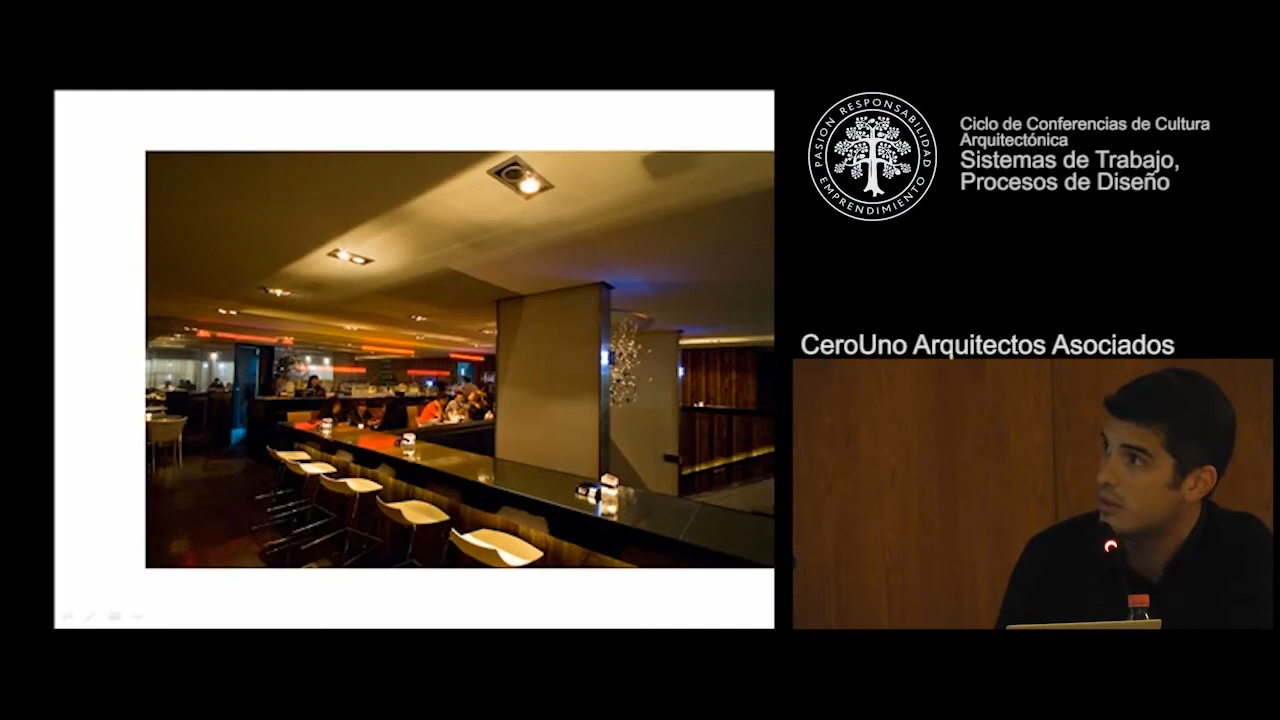 PASION RESPONSABILIDAD
EMPRENDIMIENTO
Ciclo de Conferencias de Cultura
Arquitectónica
Sistemas de Trabajo,
Procesos de Diseño
CeroUno Arquitectos Asociados